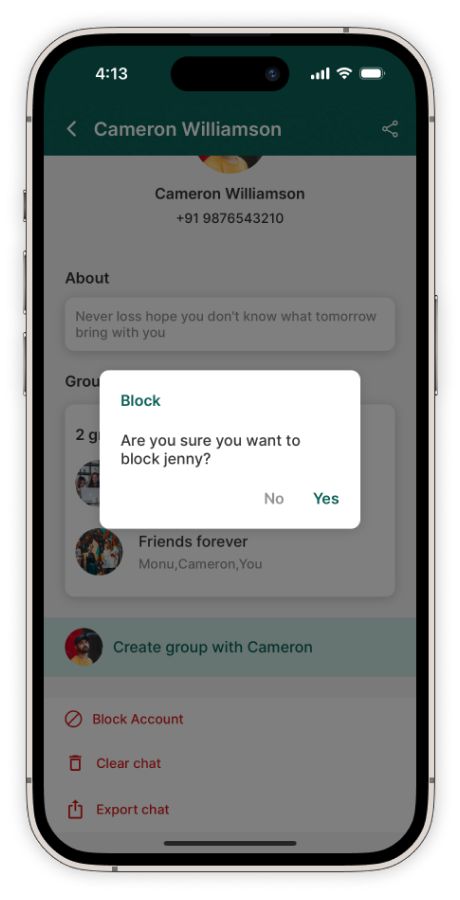 4:13
Cameron Williamson
Cameron Williamson
+91 9876543210
About
Never loss hope you don't know what tomorrow
bring with you
Grou
2 g
Block
Are you sure you want to
block jenny?
No
Yes
Friends forever
Monu,Cameron,You
Create group with Cameron
Block Account
Clear chat
Export chat